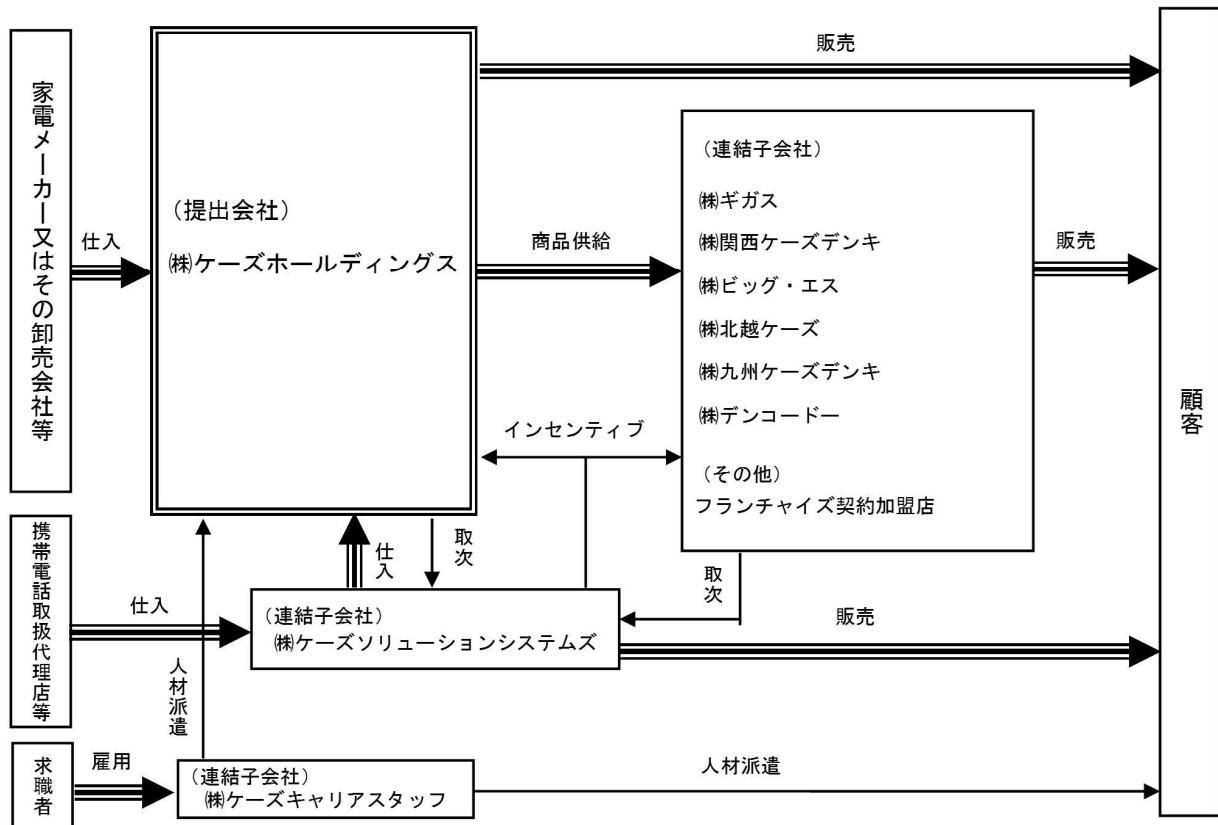 家電メーカー又はその卸売会社等
仕入
（提出会社）
㈱ケーズホールディングス
販売
商品供給
（連結子会社）
㈱ギガス
㈱関西ケーズデンキ
㈱ビッグ・エス
㈱北越ケーズ
㈱九州ケーズデンキ
㈱デンコードー
（その他）
フランチャイズ契約加盟店
販売
顧客
インセンティブ
仕入
取次
取次
携帯電話取扱代理店等
仕入
（連結子会社）
㈱ケーズソリューションシステムズ
販売
人材派遣
求職者
雇用
（連結子会社）
㈱ケーズキャリアスタッフ
人材派遣